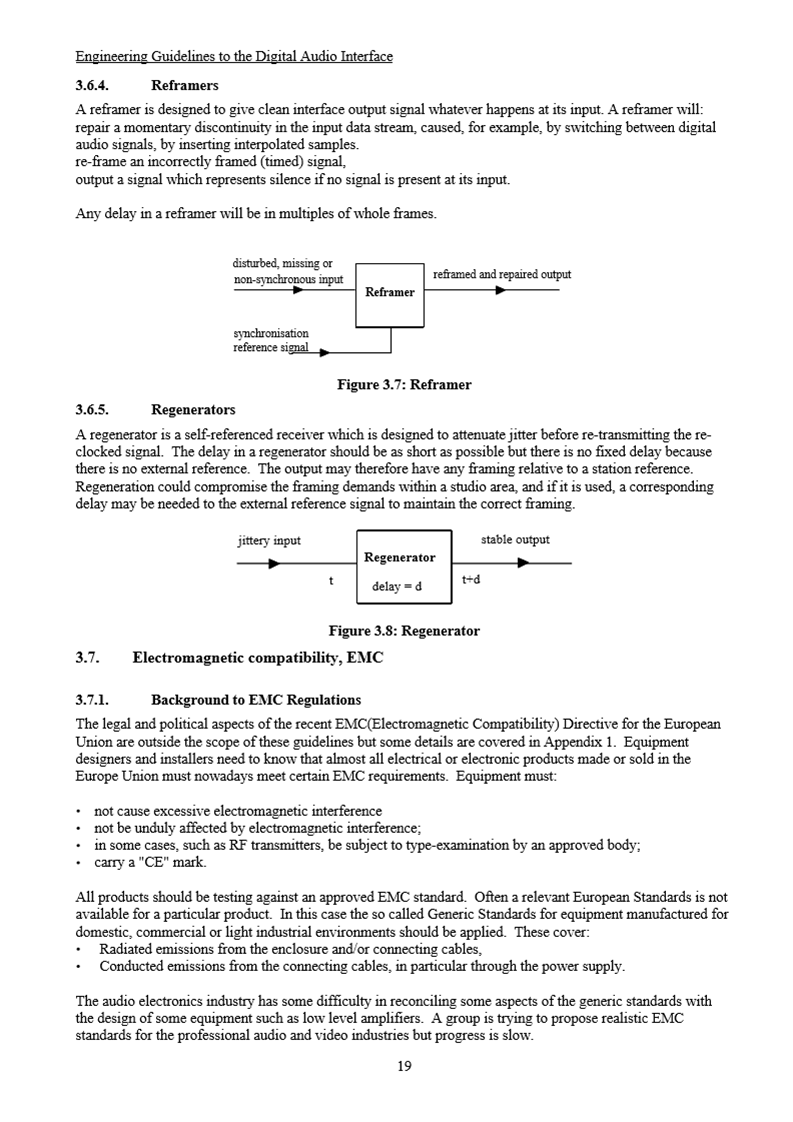 Engineering Guidelines to the Digital Audio Interface
3.6.4. Reframers
A reframer is designed to give clean interface output signal whatever happens at its input. A reframer will:
repair a momentary discontinuity in the input data stream, caused, for example, by switching between digital
audio signals, by inserting interpolated samples.
re-frame an incorrectly framed (timed) signal,
output a signal which represents silence if no signal is present at its input.
Any delay in a reframer will be in multiples of whole frames.
disturbed, missing or
non-synchronous input
Reframer
reframed and repaired output
synchronisation
reference signal
Figure 3.7: Reframer
3.6.5. Regenerators
A regenerator is a self-referenced receiver which is designed to attenuate jitter before re-transmitting the re-
clocked signal. The delay in a regenerator should be as short as possible but there is no fixed delay because
there is no external reference. The output may therefore have any framing relative to a station reference.
Regeneration could compromise the framing demands within a studio area, and if it is used, a corresponding
delay may be needed to the external reference signal to maintain the correct framing.
jittery input
Regenerator
stable output
t
delay = d
t+d
Figure 3.8: Regenerator
3.7. Electromagnetic compatibility, EMC
3.7.1. Background to EMC Regulations
The legal and political aspects of the recent EMC(Electromagnetic Compatibility) Directive for the European
Union are outside the scope of these guidelines but some details are covered in Appendix 1. Equipment
designers and installers need to know that almost all electrical or electronic products made or sold in the
Europe Union must nowadays meet certain EMC requirements. Equipment must:
• not cause excessive electromagnetic interference
• not be unduly affected by electromagnetic interference;
• in some cases, such as RF transmitters, be subject to type-examination by an approved body;
• carry a "CE" mark.
All products should be testing against an approved EMC standard. Often a relevant European Standards is not
available for a particular product. In this case the so called Generic Standards for equipment manufactured for
domestic, commercial or light industrial environments should be applied. These cover:
• Radiated emissions from the enclosure and/or connecting cables,
• Conducted emissions from the connecting cables, in particular through the power supply.
The audio electronics industry has some difficulty in reconciling some aspects of the generic standards with
the design of some equipment such as low level amplifiers. A group is trying to propose realistic EMC
standards for the professional audio and video industries but progress is slow.
19